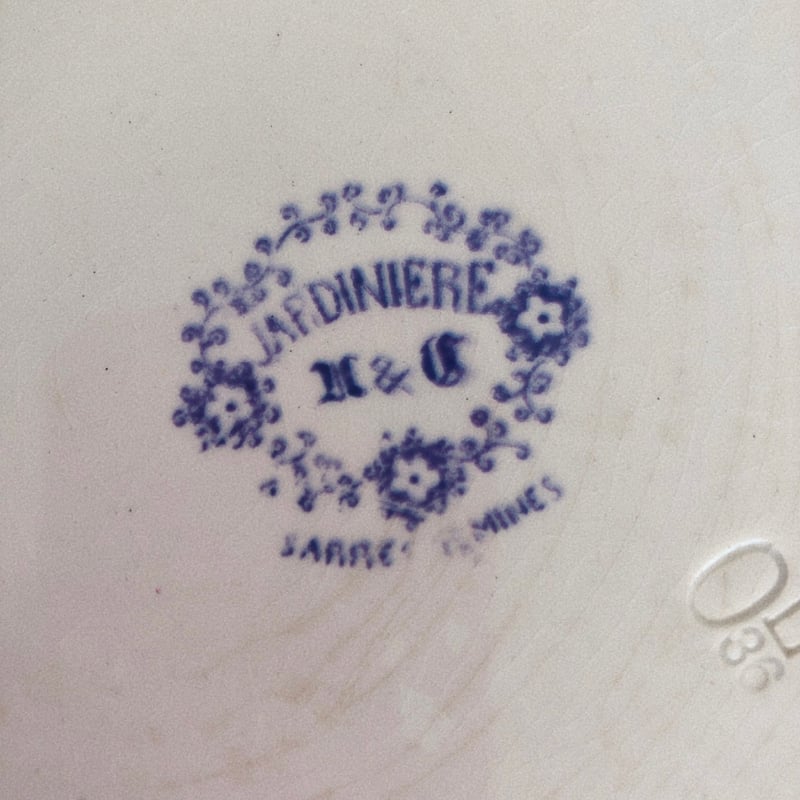 JARDINIERE
U & C
SARREGUEMINES
36